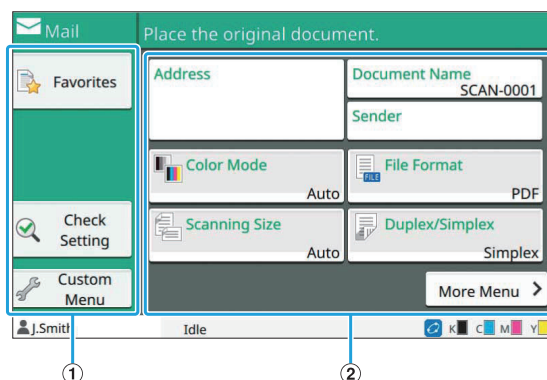 Mail
Place the original document.
Favorites
Check
Setting
Custom
Menu
Address
Document Name
SCAN-0001
Sender
Color Mode
Auto
File Format
FILE
PDF
Scanning Size
Auto
Duplex/Simplex
Simplex
More Menu >
J.Smith
Idle
K C M Y
1
2